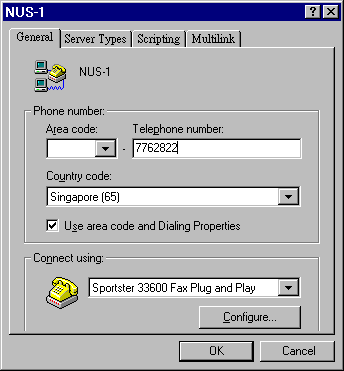 NUS-1
General Server Types Scripting Multilink
NUS-1
Phone number:
Area code: Telephone number:
- 7762822
Country code:
Singapore (65)
Use area code and Dialing Properties
Connect using:
Sportster 33600 Fax Plug and Play
Configure...
OK Cancel